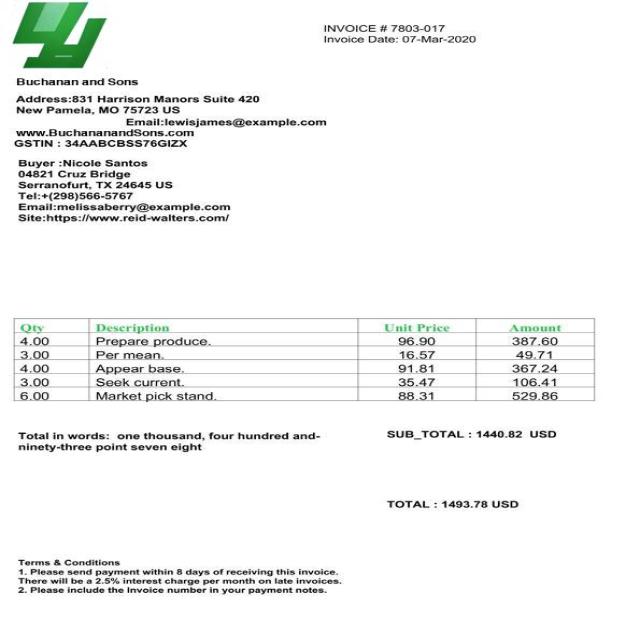 INVOICE # 7803-017
Invoice Date: 07-Mar-2020
Buchanan and Sons
Address:831 Harrison Manors Suite 420
New Pamela, MO 75723 US
Email:lewisjames@example.com
www.BuchananandSons.com
GSTIN : 34AABCBSS76GIZX
Buyer :Nicole Santos
04821 Cruz Bridge
Serranofurt, TX 24645 US
Tel:+(298)566-5767
Email:melissaberry@example.com
Site:https://www.reid-walters.com/
Qty Description Unit Price Amount
4.00 Prepare produce. 96.90 387.60
3.00 Per mean. 16.57 49.71
4.00 Appear base. 91.81 367.24
3.00 Seek current. 35.47 106.41
6.00 Market pick stand. 88.31 529.86
Total in words: one thousand, four hundred and-
ninety-three point seven eight
SUB_TOTAL : 1440.82 USD
TOTAL : 1493.78 USD
Terms & Conditions
1. Please send payment within 8 days of receiving this invoice.
There will be a 2.5% interest charge per month on late invoices.
2. Please include the Invoice number in your payment notes.